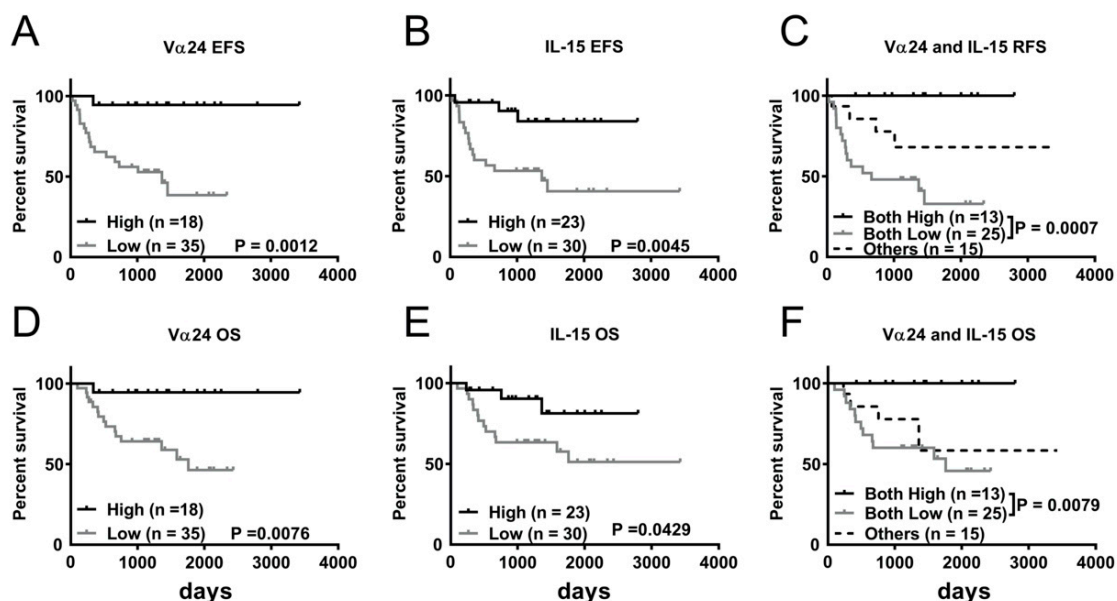 A
Vα24 EFS
Percent survival
100
50
0
High (n =18)
Low (n = 35)
P = 0.0012
0 1000 2000 3000 4000
B
IL-15 EFS
Percent survival
100
50
0
High (n =23)
Low (n = 30)
P =0.0045
0 1000 2000 3000 4000
C
Vα24 and IL-15 RFS
Percent survival
100
50
0
Both High (n =13)
Both Low (n = 25)
Others (n = 15)
P = 0.0007
0 1000 2000 3000 4000
D
Vα24 OS
Percent survival
100
50
0
High (n =18)
Low (n = 35)
P =0.0076
0 1000 2000 3000 4000
days
E
IL-15 OS
Percent survival
100
50
0
High (n = 23)
Low (n = 30)
P =0.0429
0 1000 2000 3000 4000
days
F
Vα24 and IL-15 OS
Percent survival
100
50
0
Both High (n =13)
Both Low (n = 25)
Others (n = 15)
P = 0.0079
0 1000 2000 3000 4000
days